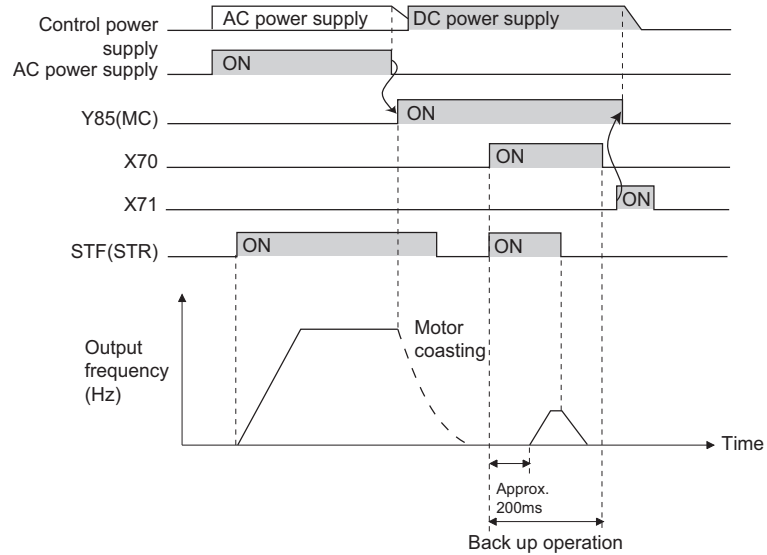 AC power supply
DC power supply
Control power
supply
AC power supply
ON
Y85(MC)
ON
X70
ON
X71
ON
STF(STR)
ON
ON
Output
frequency
(Hz)
Motor
coasting
Time
Approx.
200ms
Back up operation